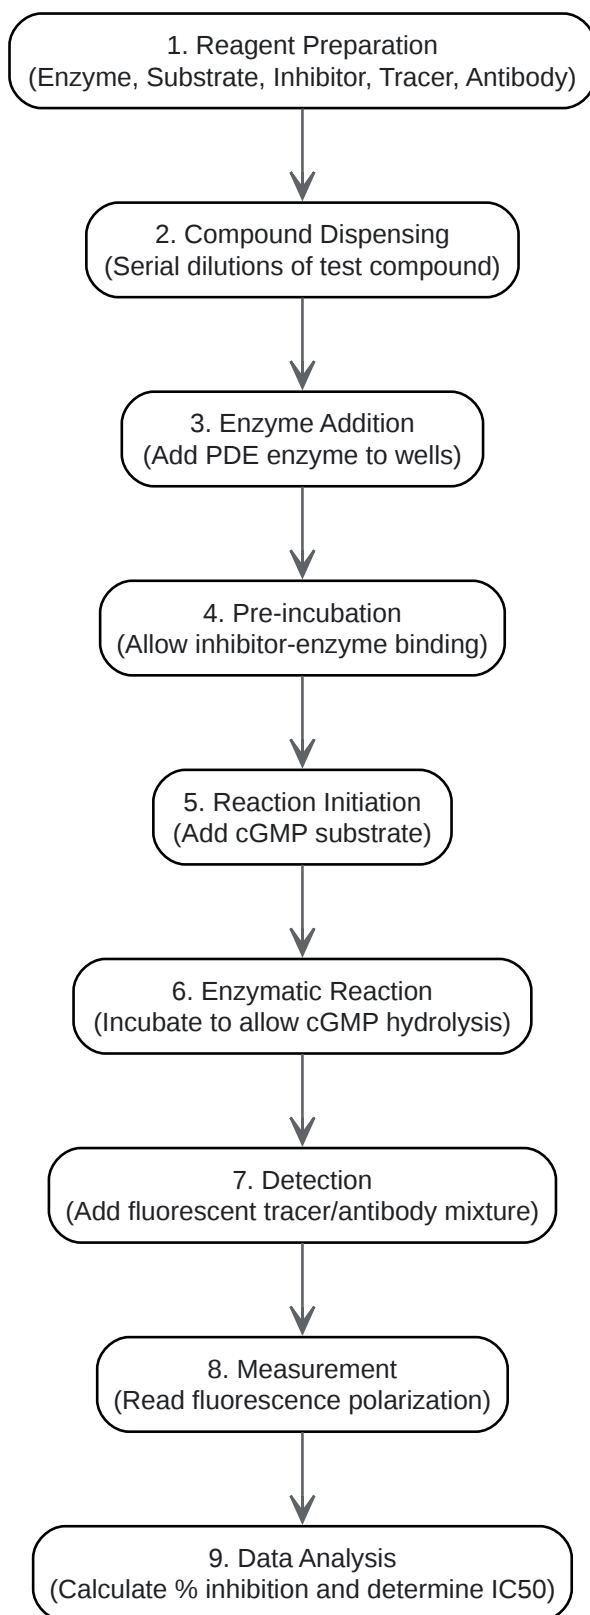 1. Reagent Preparation
(Enzyme, Substrate, Inhibitor, Tracer, Antibody)
2. Compound Dispensing
(Serial dilutions of test compound)
3. Enzyme Addition
(Add PDE enzyme to wells)
4. Pre-incubation
(Allow inhibitor-enzyme binding)
5. Reaction Initiation
(Add cGMP substrate)
6. Enzymatic Reaction
(Incubate to allow cGMP hydrolysis)
7. Detection
(Add fluorescent tracer/antibody mixture)
8. Measurement
(Read fluorescence polarization)
9. Data Analysis
(Calculate % inhibition and determine IC50)